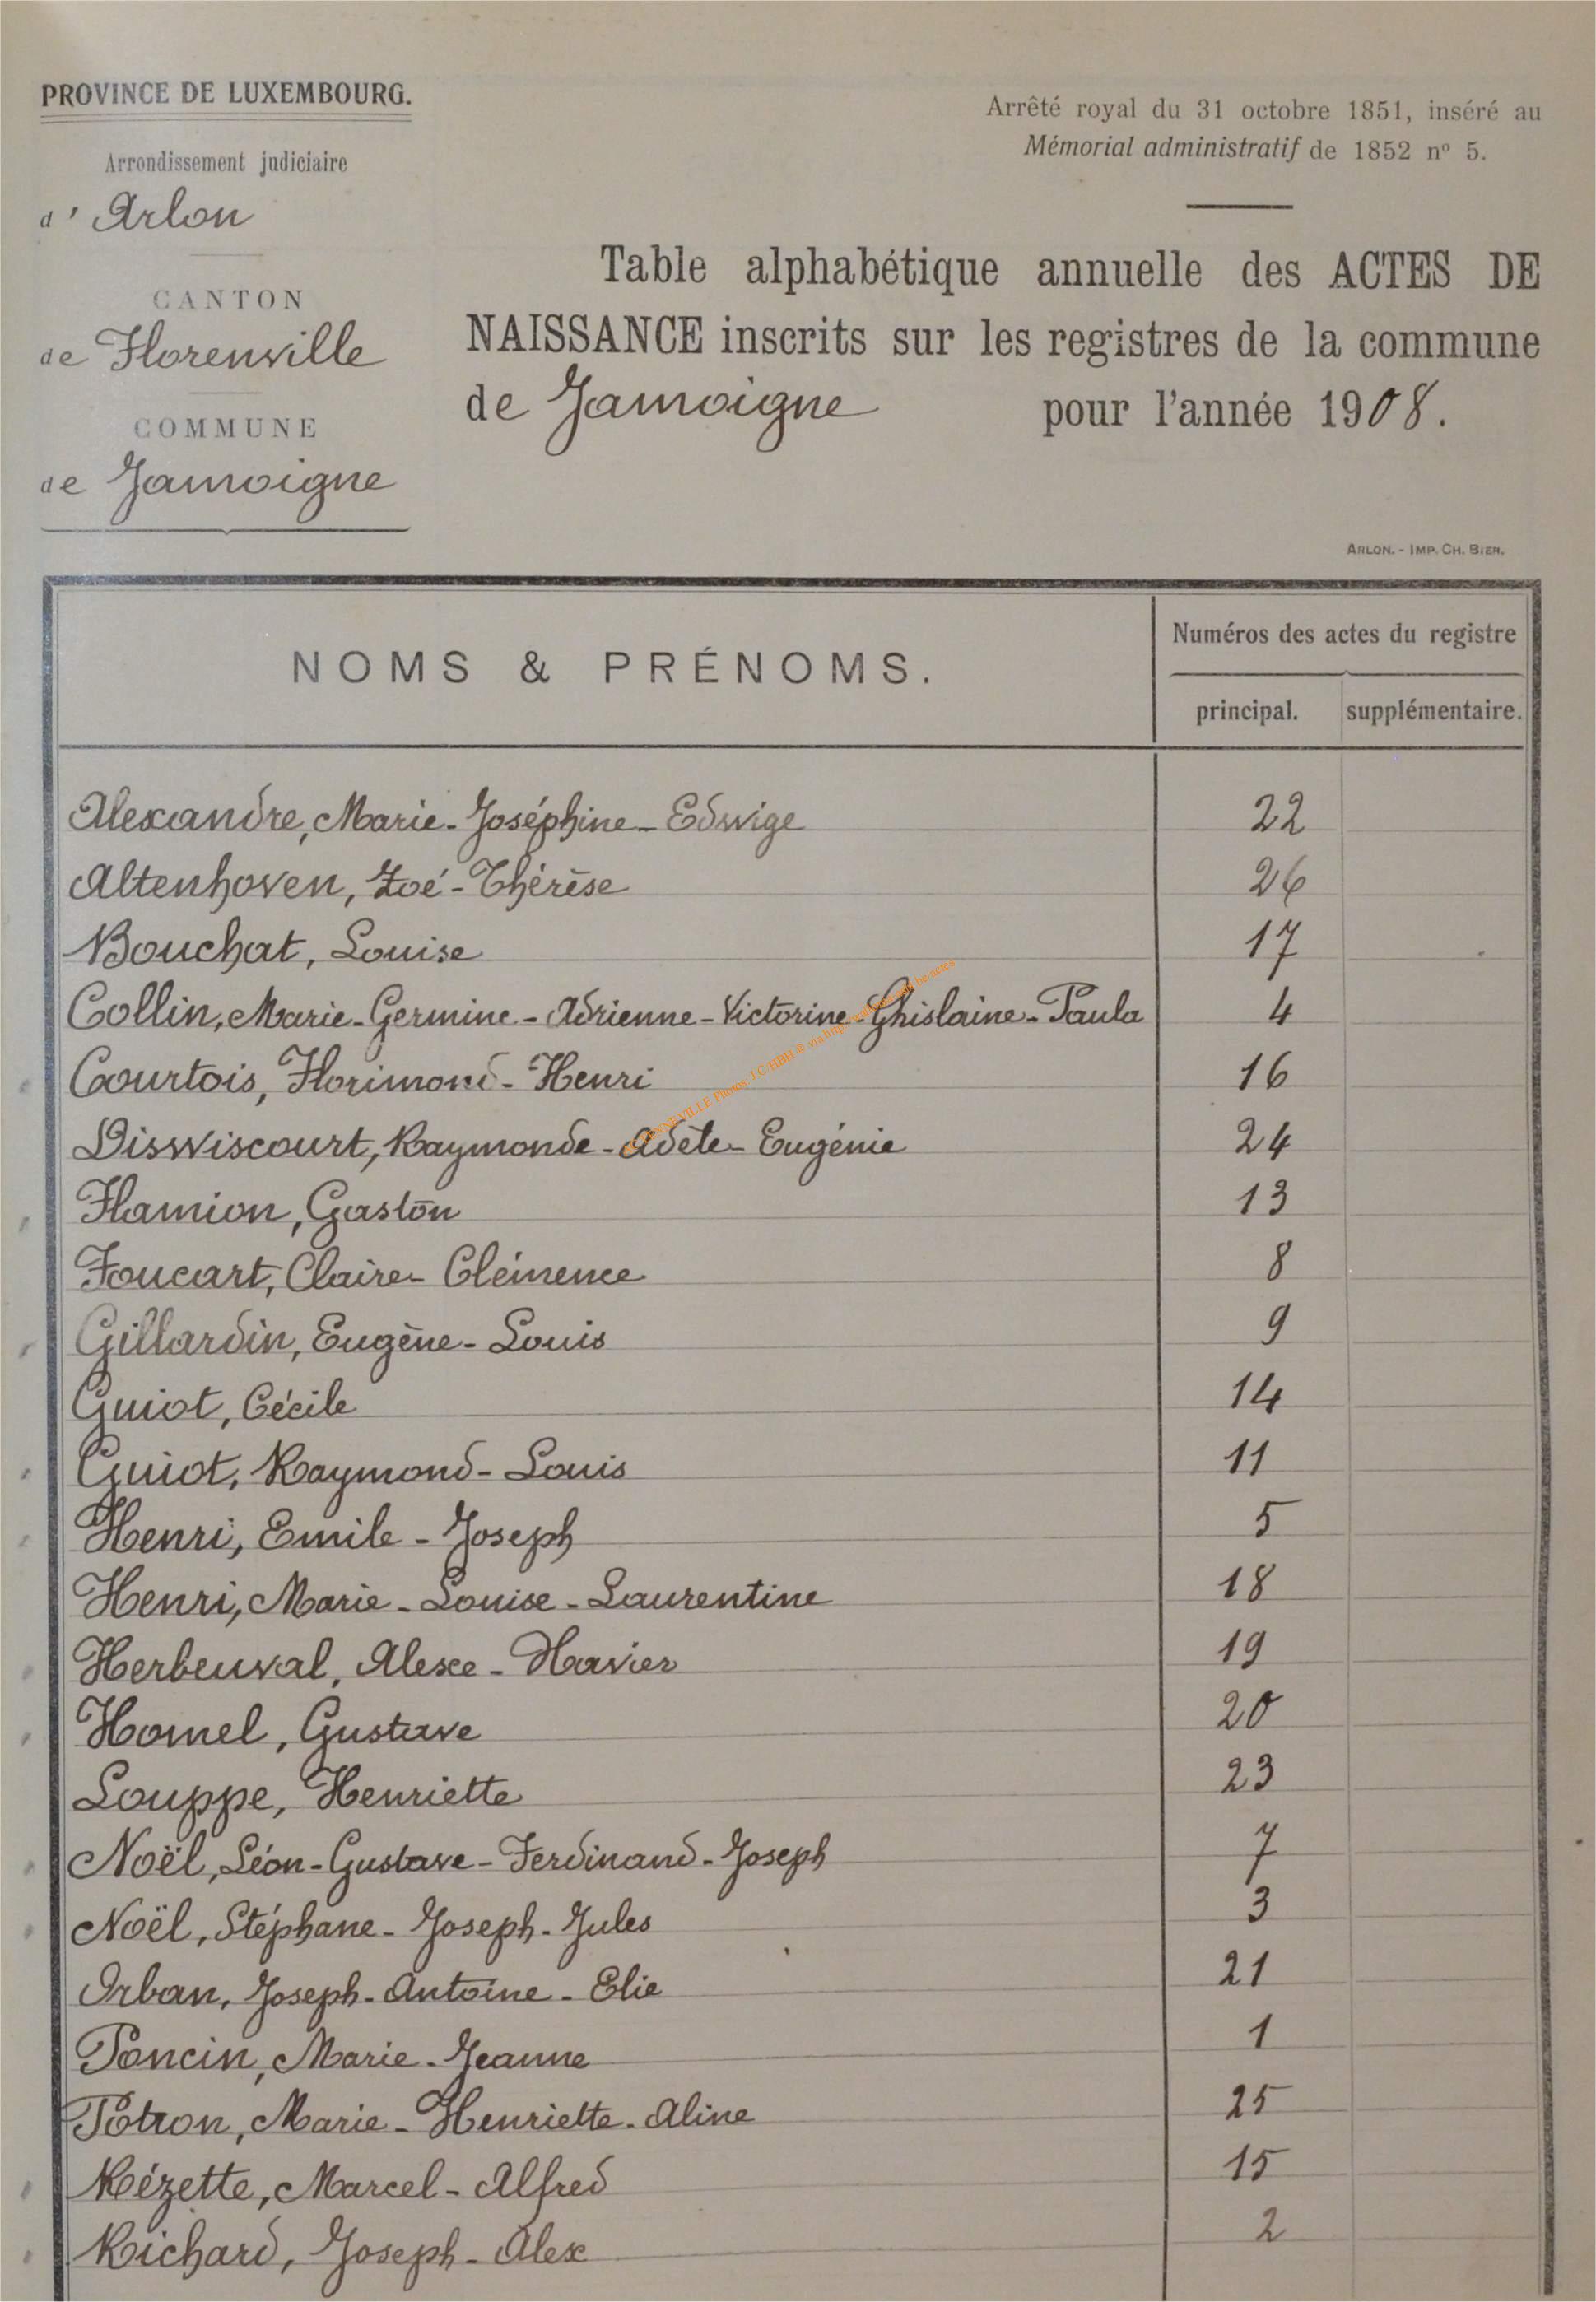 PROVINCE DE LUXEMBOURG.
Arrondissement judiciaire
d' Arlon
CANTON
de Florenville
COMMUNE
de Jamoigne
Arrêté royal du 31 octobre 1851, inséré au
Mémorial administratif de 1852 nº 5.
Table alphabétique annuelle des ACTES DE
NAISSANCE inscrits sur les registres de la commune
de Jamoigne pour l'année 1908.
ARLON. - IMP. CH. BIER.
NOMS & PRÉNOMS.
Numéros des actes du registre
principal. supplémentaire.
Alexandre, Marie-Joséphine-Edwige 22
Altenhoven, Zoé-Thérèse 26
Bouchat, Louise 17
Collin, Marie-Germine-Adrienne-Victorine-Ghislaine-Paula 4
Courtois, Florimond-Henri 16
Diswiscourt, Raymonde-Adèle-Eugénie 24
Flamion, Gaston 13
Foucart, Claire-Clémence 8
Gillardin, Eugène-Louis 9
Guiot, Cécile 14
Guiot, Raymond-Louis 11
Henri, Emile-Joseph 5
Henri, Marie-Louise-Laurentine 18
Herbeuval, Alexe-Xavier 19
Homel, Gustave 20
Louppe, Henriette 23
Noël, Léon-Gustave-Ferdinand-Joseph 7
Noël, Stéphane-Joseph-Jules 3
Orban, Joseph-Antoine-Elie 21
Poncin, Marie-Jeanne 1
Potron, Marie-Henriette-Aline 25
Rézette, Marcel-Alfred 15
Richard, Joseph-Alex 2
Photos J.C HBH ® via